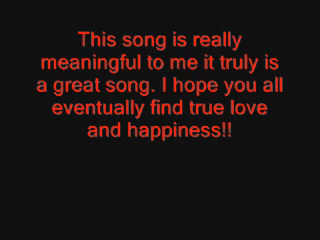 This song is really
meaningful to me it truly is
a great song. I hope you all
eventually find true love
and happiness!!